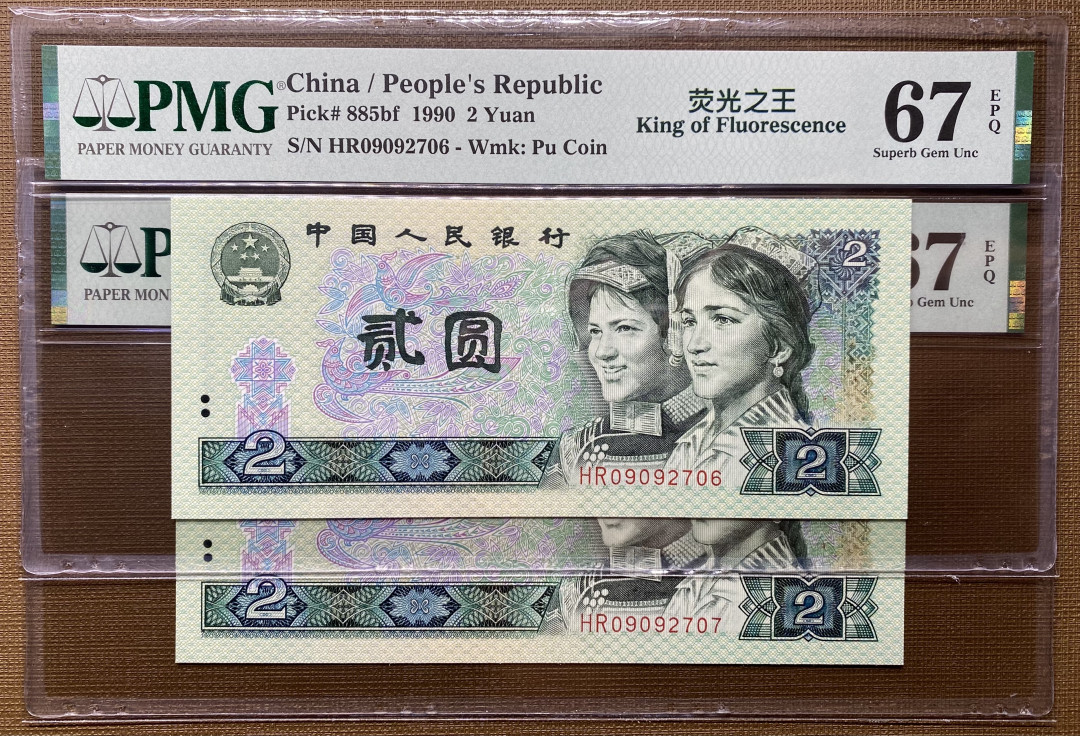 PMG®
PAPER MONEY GUARANTY
China / People's Republic
Pick# 885bf 1990 2 Yuan
S/N HR09092706 - Wmk: Pu Coin
荧光之王
King of Fluorescence
67
EPQ
Superb Gem Unc
PAPER MON
67
EPQ
Gem Unc
中国人民银行
2
贰圆
2
HR09092706
2
2
HR09092707
2